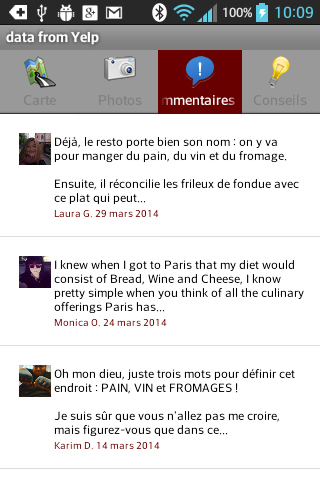 100% 10:09
data from Yelp
Carte Photos mmentaires Conseils
Déjà, le resto porte bien son nom : on y va
pour manger du pain, du vin et du fromage.
Ensuite, il réconcilie les frileux de fondue avec
ce plat qui peut...
Laura G. 29 mars 2014
I knew when I got to Paris that my diet would
consist of Bread, Wine and Cheese, I know
pretty simple when you think of all the culinary
offerings Paris has...
Monica O. 24 mars 2014
Oh mon dieu, juste trois mots pour définir cet
endroit : PAIN, VIN et FROMAGES !
Je suis sûr que vous n'allez pas me croire,
mais figurez-vous que dans ce...
Karim D. 14 mars 2014